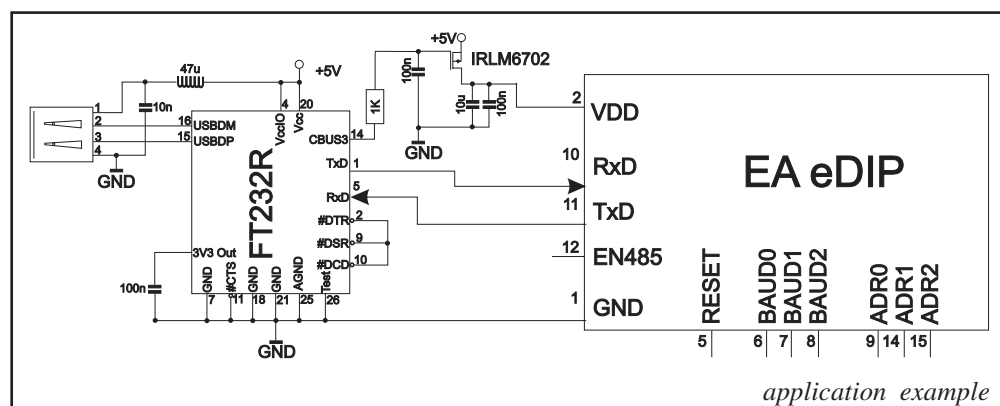 +5V
IRLM6702
47u
+5V
100n
10n
1K
10u
100n
2 VDD
1
2
3
4
16 USBDM
15 USBDP
4 VccIO
20 Vcc
CBUS3 14
GND
GND
TxD 1
RxD 5
#DTR 2
#DSR 9
#DCD 10
FT232R
10 RxD
11 TxD
EA eDIP
12 EN485
1 GND
3V3 Out
100n
GND 7
#CTS 11
GND 18
GND 21
AGND 25
Test 26
GND
RESET 5
BAUD0 6
BAUD1 7
BAUD2 8
ADR0 9
ADR1 14
ADR2 15
application example